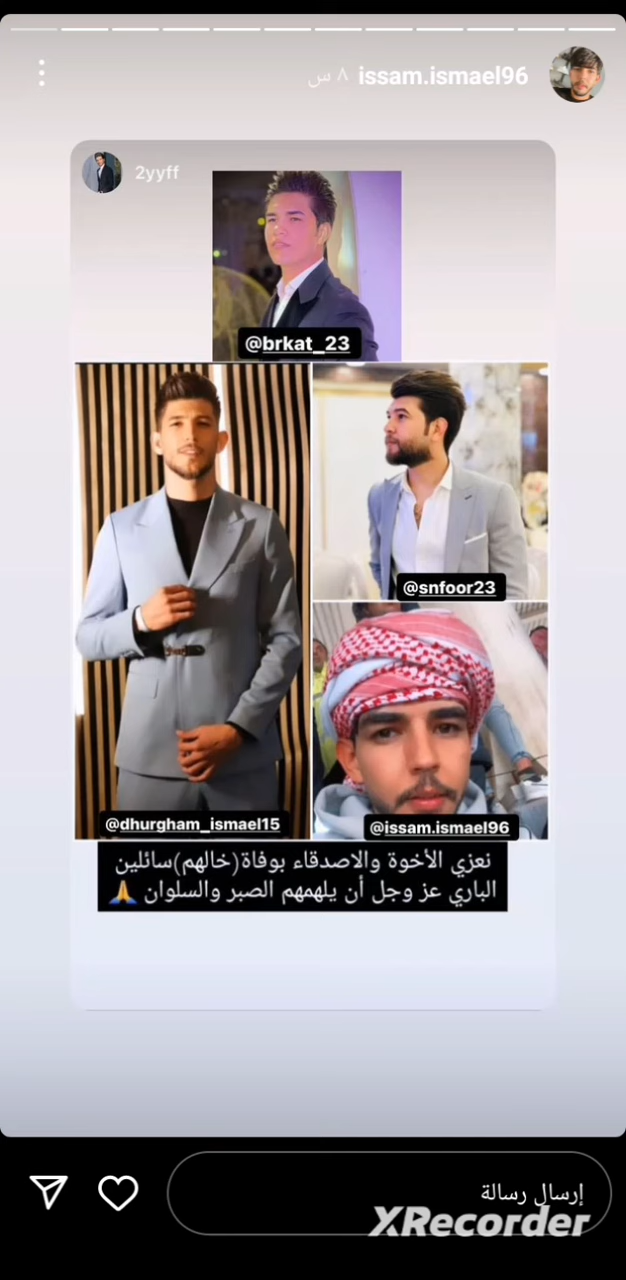 issam.ismael96 ٨ س
2yyff
@brkat_23
@snfoor23
@dhurgham_ismael15
@issam.ismael96
نعزي الأخوة والاصدقاء بوفاة(خالهم)سائلين
الباري عز وجل أن يلهمهم الصبر والسلوان 🙏
إرسال رسالة
XRecorder